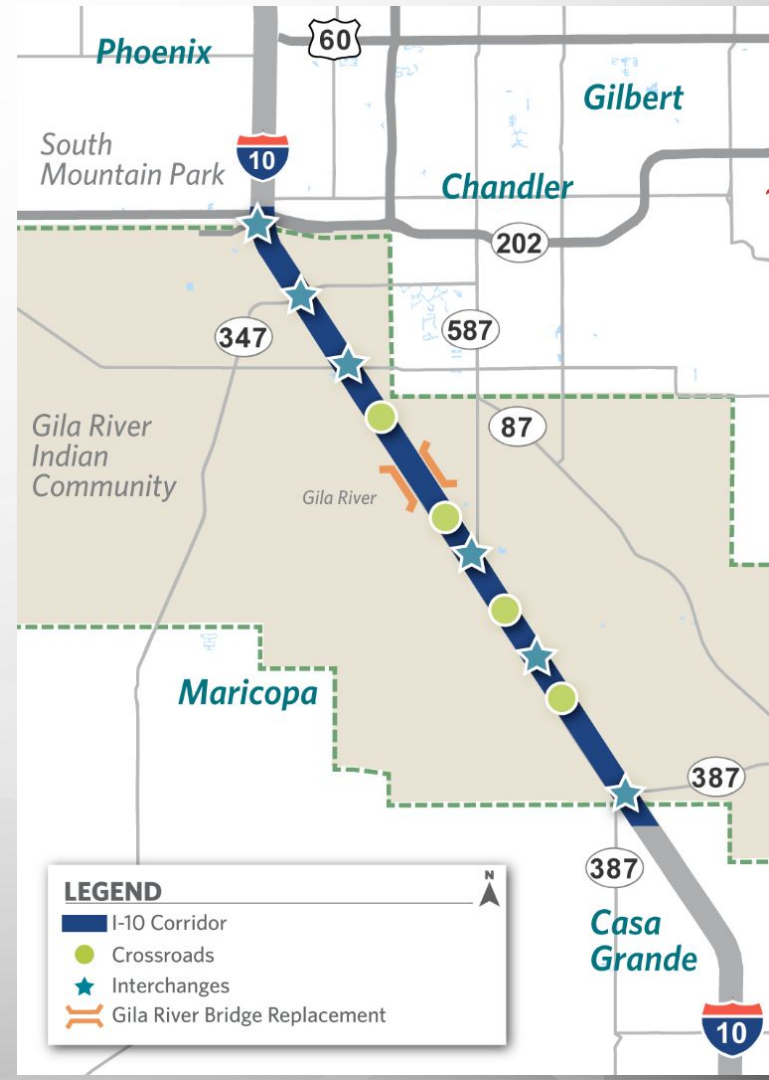 60
Phoenix
Gilbert
South
Mountain Park
10
Chandler
202
347
587
87
Gila River
Indian
Community
Gila River
Maricopa
387
387
Casa
Grande
10
LEGEND
N
I-10 Corridor
Crossroads
Interchanges
Gila River Bridge Replacement